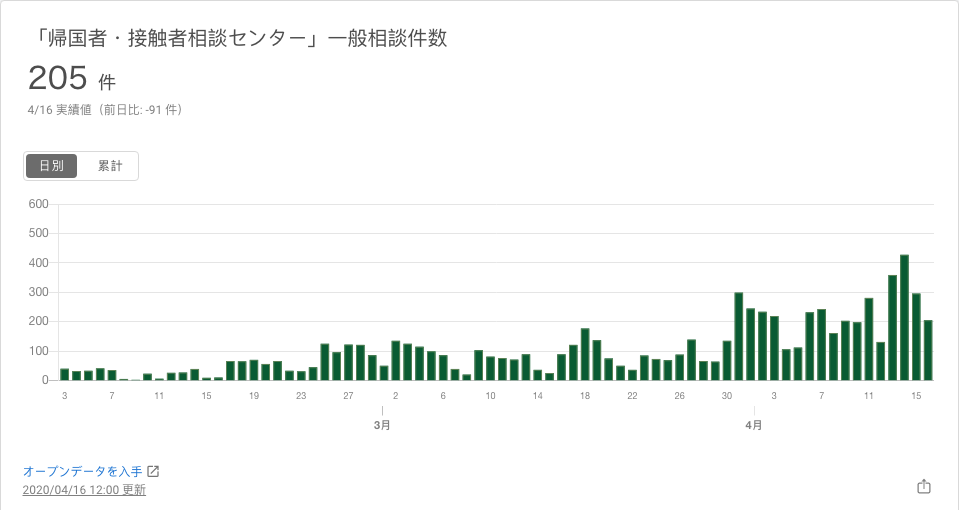 「帰国者・接触者相談センター」一般相談件数
205 件
4/16 実績値（前日比: -91 件）
日別 累計
600
500
400
300
200
100
0
3 7 11 15 19 23 27 2 6 10 14 18 22 26 30 3 7 11 15
3月 4月
オープンデータを入手
2020/04/16 12:00 更新